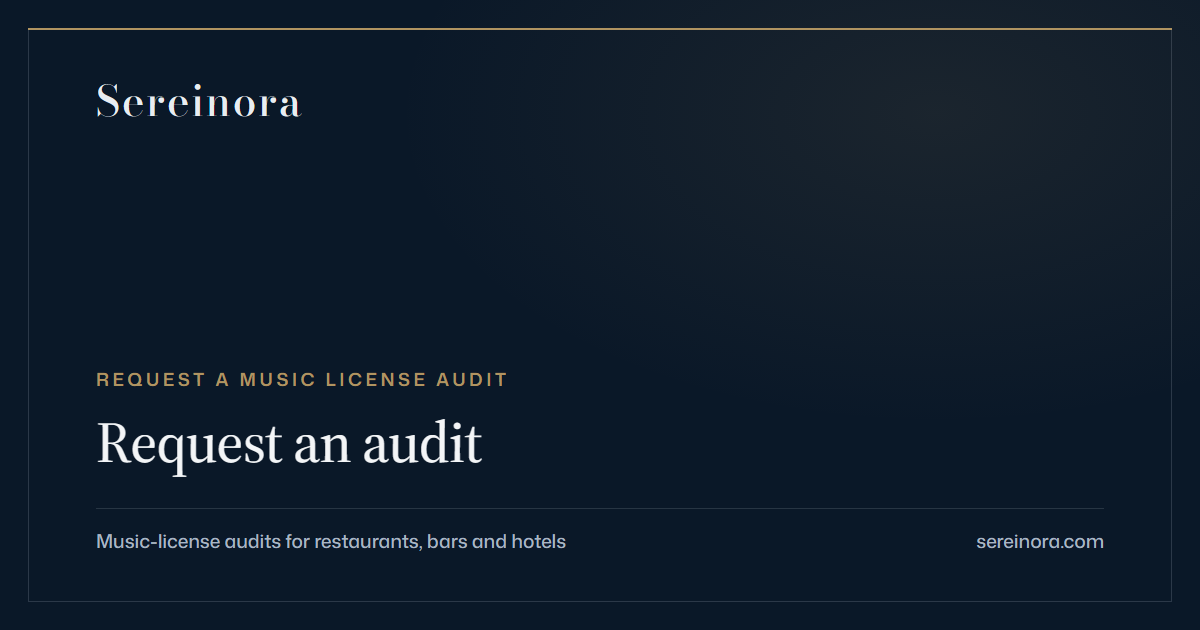 Sereinora
REQUEST A MUSIC LICENSE AUDIT
Request an audit
Music-license audits for restaurants, bars and hotels
sereinora.com